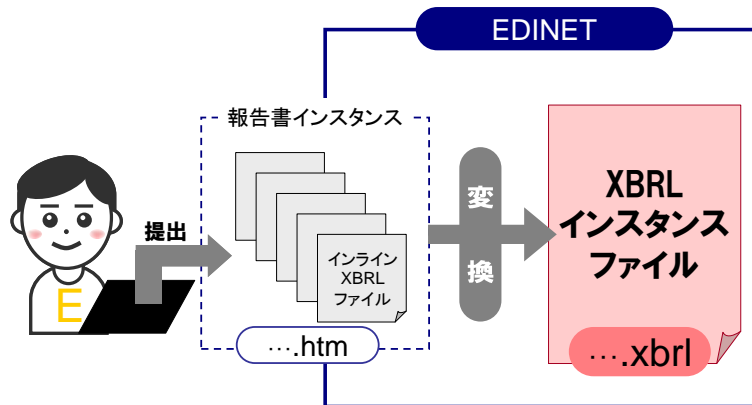 EDINET
報告書インスタンス
提出
E
インライン
XBRL
ファイル
….htm
変
換
XBRL
インスタンス
ファイル
….xbrl